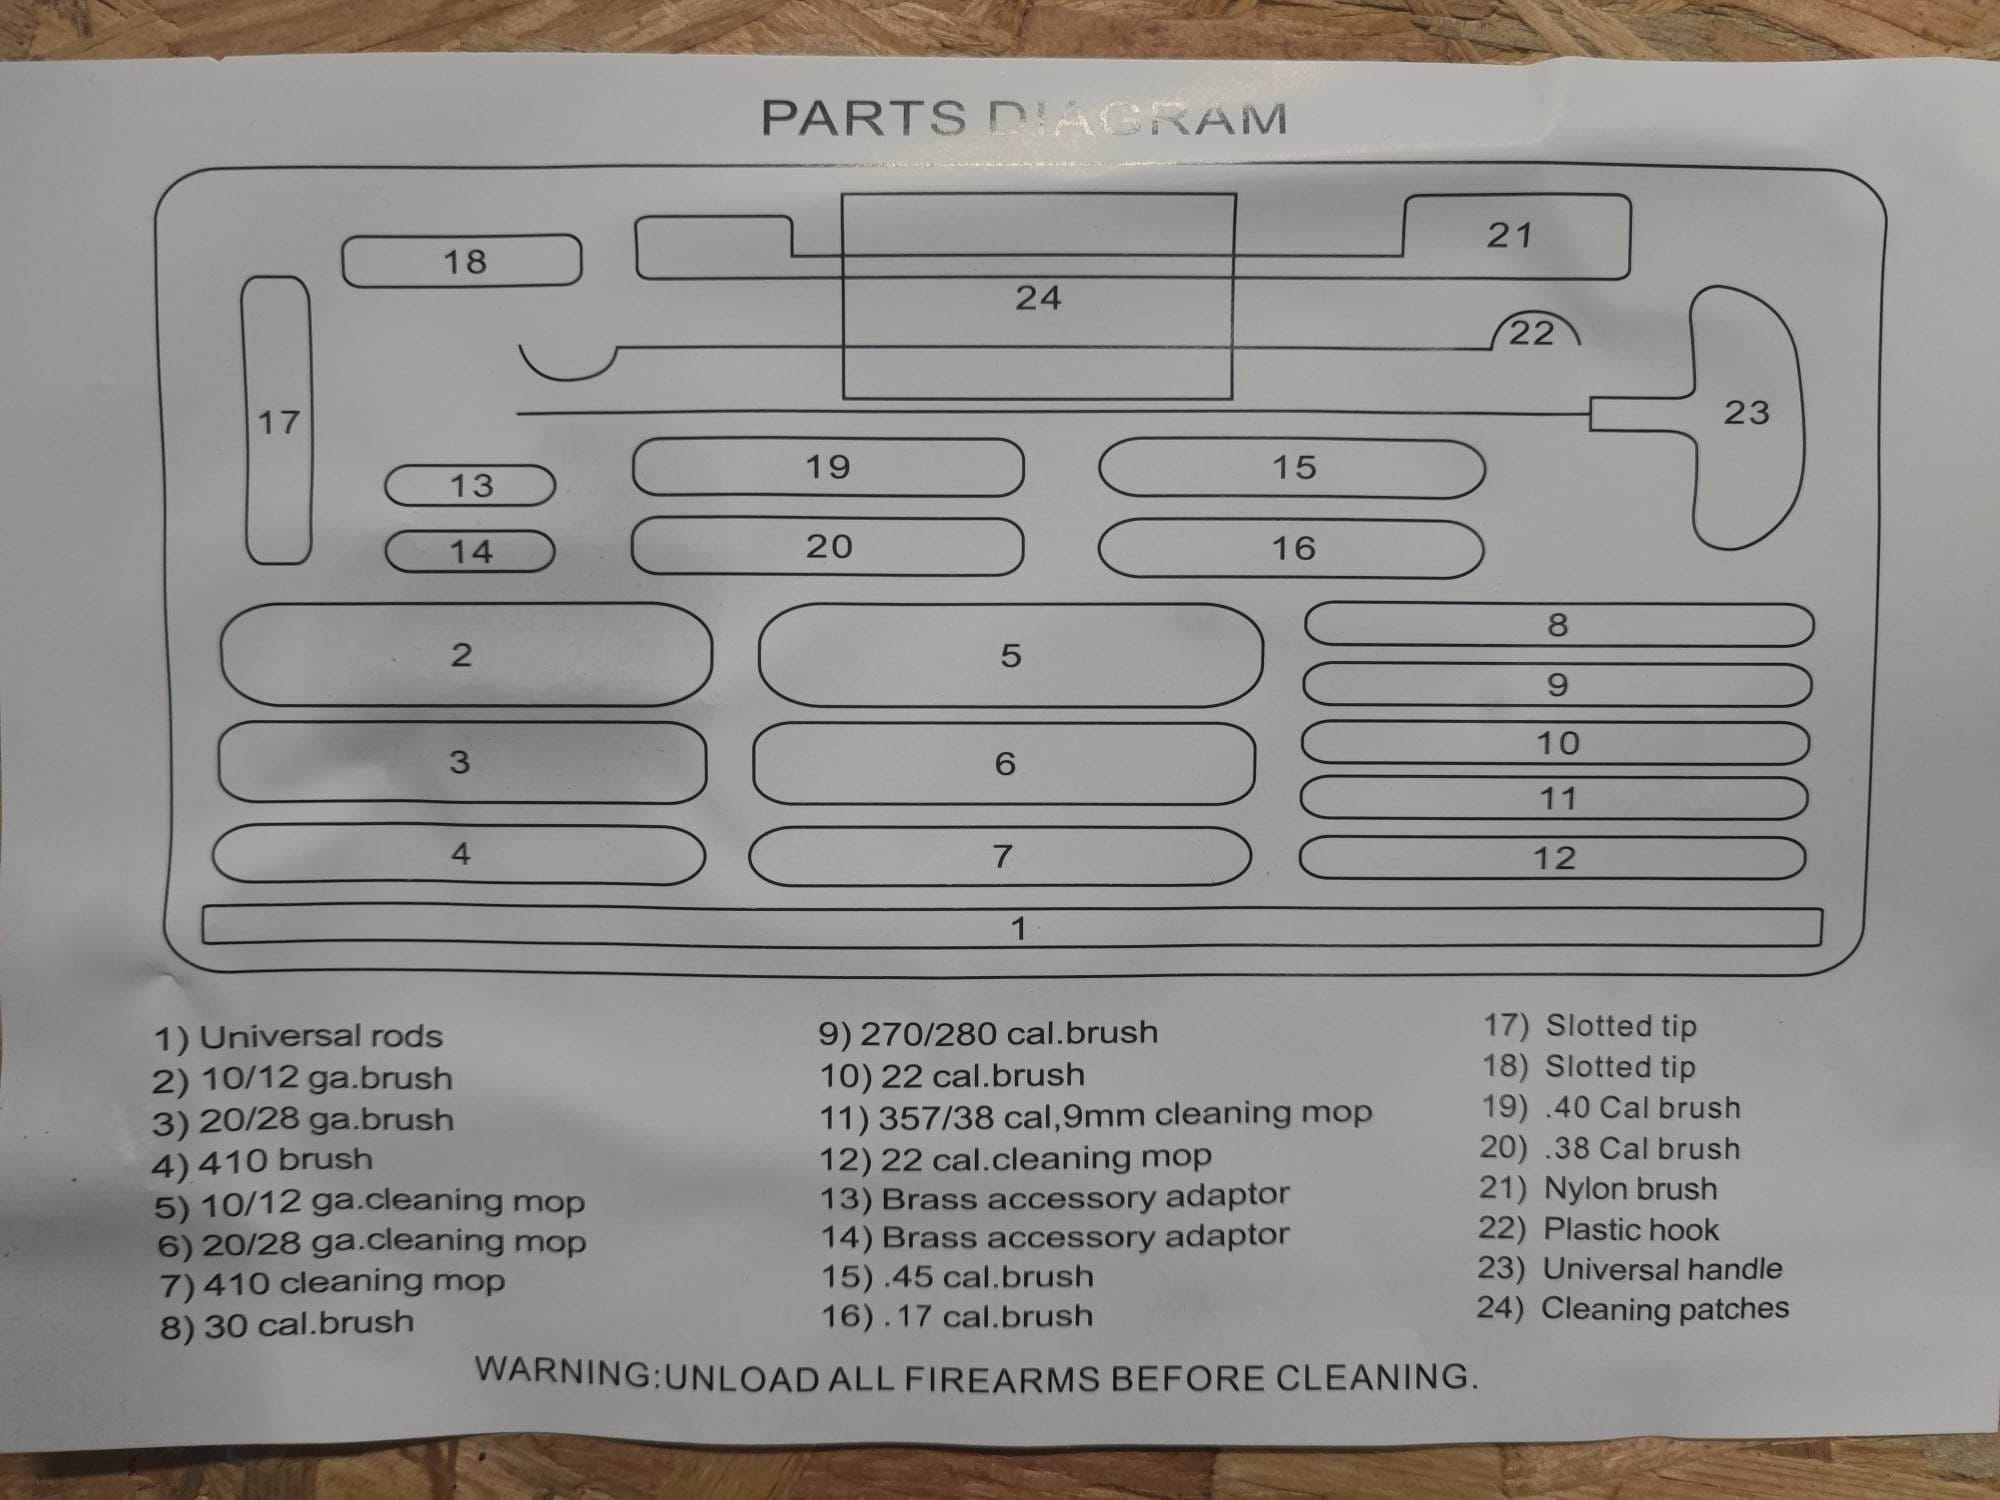 PARTS DIAGRAM
21
18
24
22
23
17
19
15
13
20
16
14
8
2
5
9
10
3
6
11
4
7
12
1
1) Universal rods
2) 10/12 ga.brush
3) 20/28 ga.brush
4) 410 brush
5) 10/12 ga.cleaning mop
6) 20/28 ga.cleaning mop
7) 410 cleaning mop
8) 30 cal.brush
9) 270/280 cal.brush
10) 22 cal.brush
11) 357/38 cal,9mm cleaning mop
12) 22 cal.cleaning mop
13) Brass accessory adaptor
14) Brass accessory adaptor
15) .45 cal.brush
16) .17 cal.brush
17) Slotted tip
18) Slotted tip
19) .40 Cal brush
20) .38 Cal brush
21) Nylon brush
22) Plastic hook
23) Universal handle
24) Cleaning patches
WARNING:UNLOAD ALL FIREARMS BEFORE CLEANING.